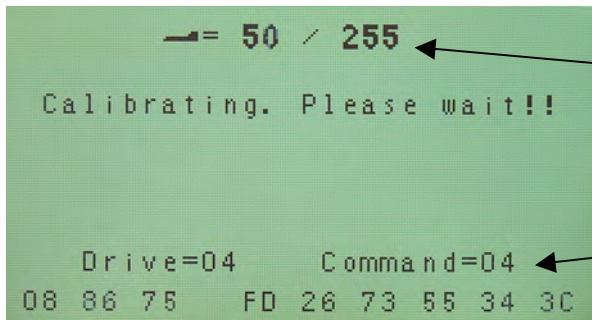 = 50 / 255
Calibrating. Please wait!!
Drive=04 Command=04
08 86 75 FD 26 73 55 34 3C